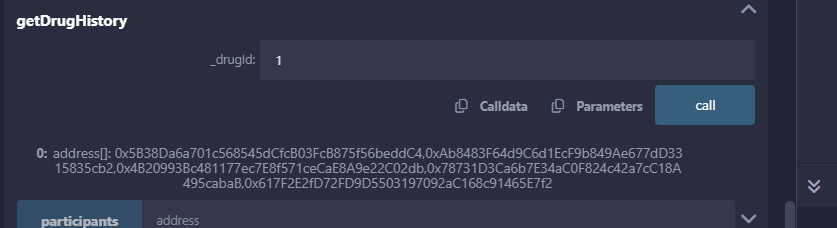 getDrugHistory
_drugId: 1
Calldata Parameters call
0: address[]: 0x5B38Da6a701c568545dCfcB03FcB875f56beddC4,0xAb8483F64d9C6d1EcF9b849Ae677dD33
15835cb2,0x4B20993Bc481177ec7E8f571ceCaE8A9e22C02db,0x78731D3Ca6b7E34aC0F824c42a7cC18A
495cabaB,0x617F2E2fD72FD9D5503197092aC168c91465E7f2
participants address